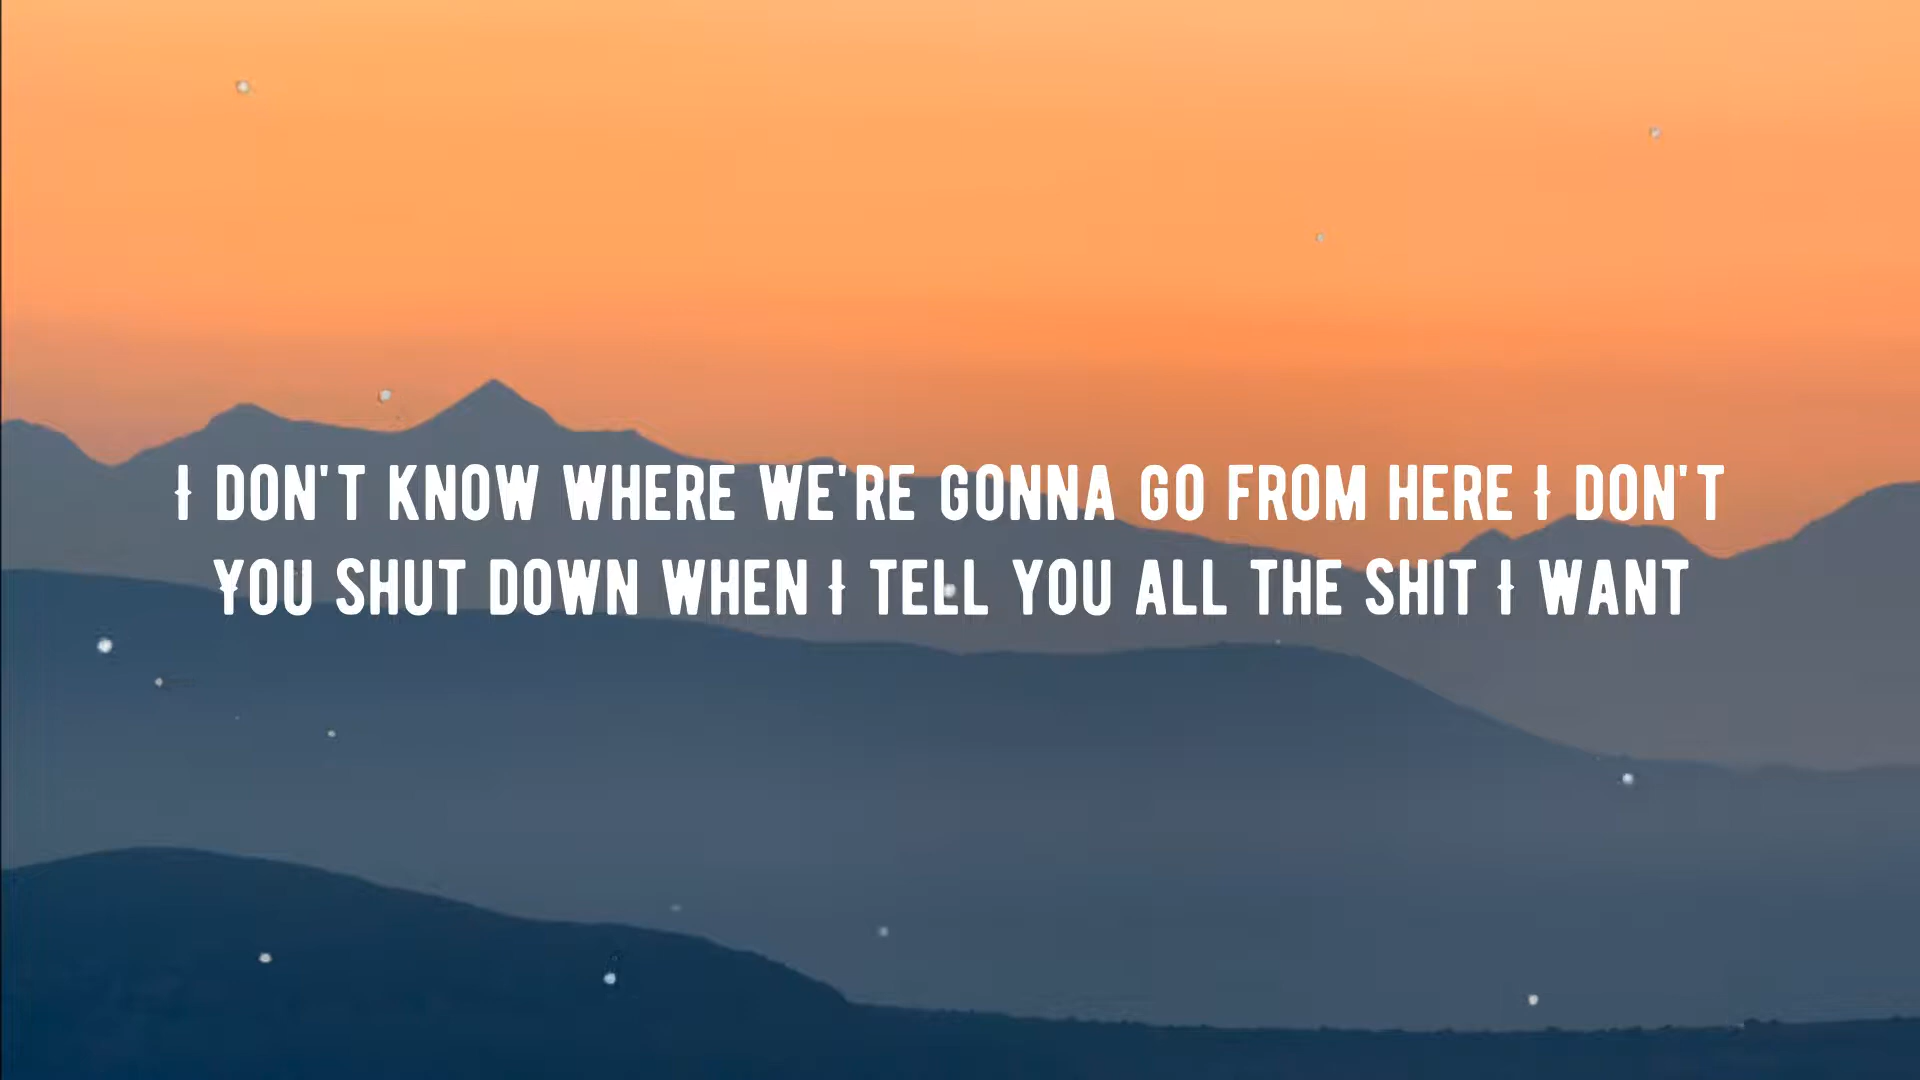 I DON'T KNOW WHERE WE'RE GONNA GO FROM HERE I DON'T
YOU SHUT DOWN WHEN I TELL YOU ALL THE SHIT I WANT